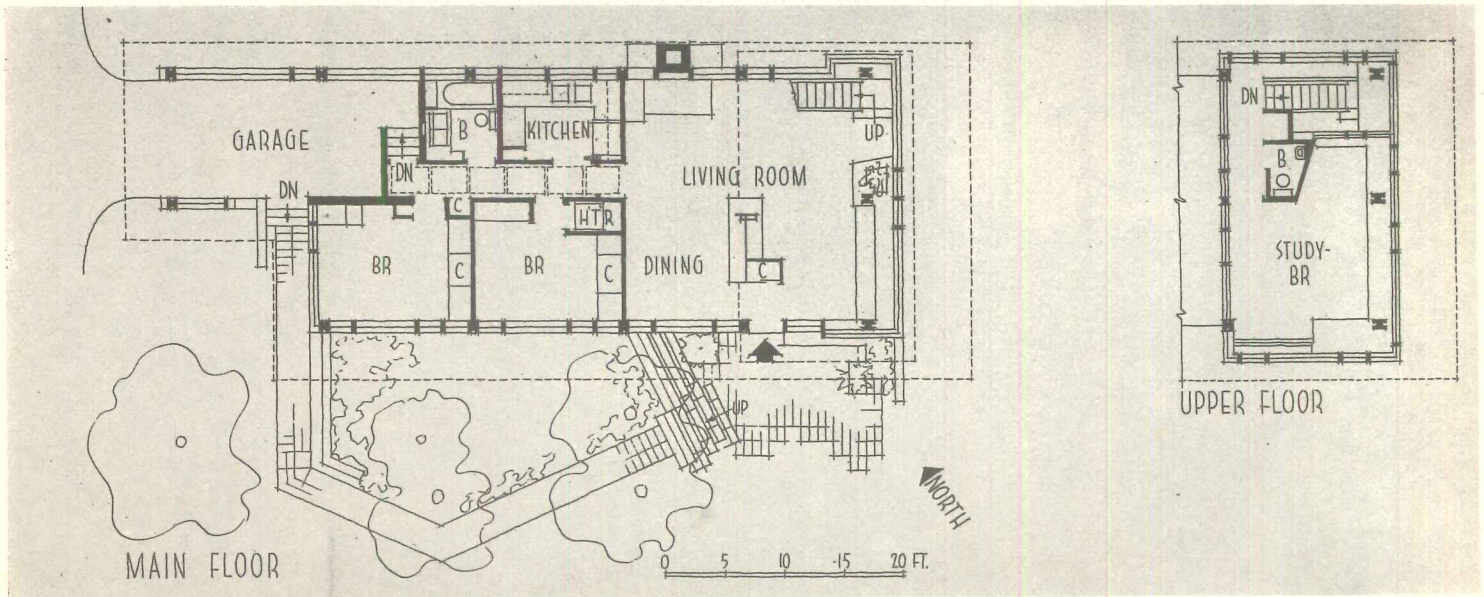 GARAGE
DN
DN
B
KITCHEN
UP
LIVING ROOM
BR
C
C
BR
HTR
C
DINING
C
UP
MAIN FLOOR
NORTH
0 5 10 15 20 FT.
DN
B
STUDY-
BR
UPPER FLOOR